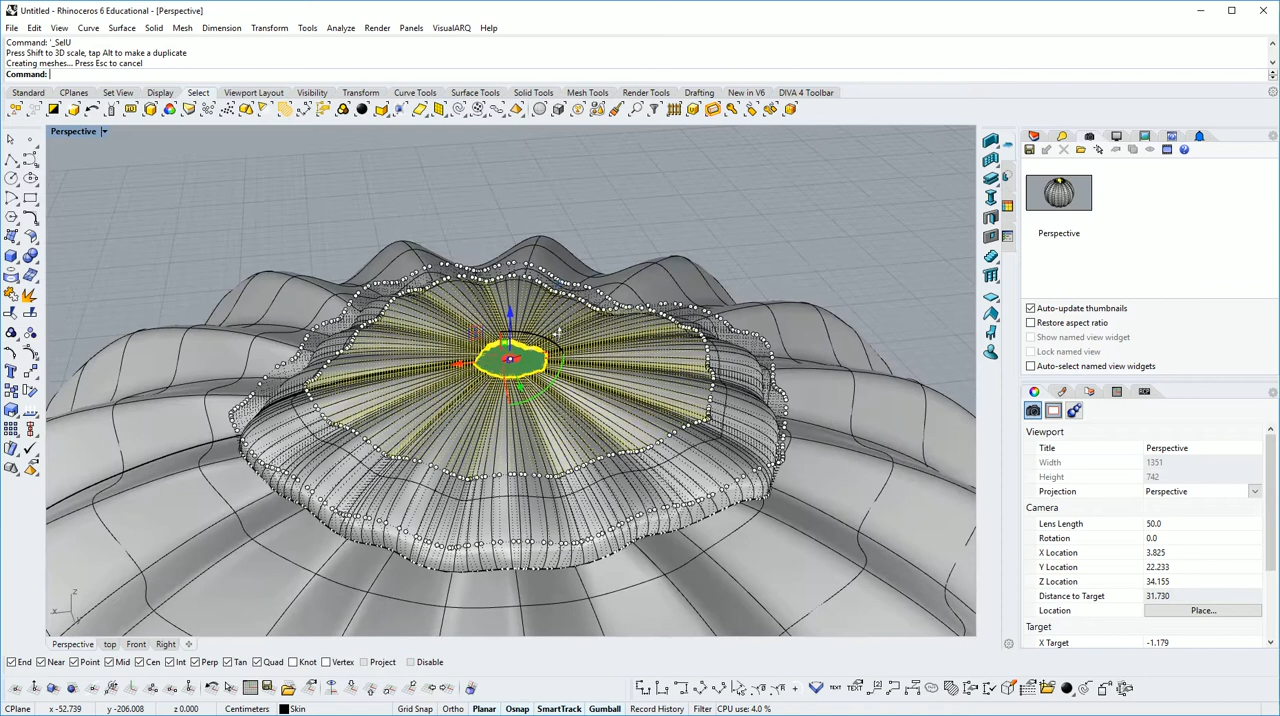 Untitled - Rhinoceros 6 Educational - [Perspective]
File Edit View Curve Surface Solid Mesh Dimension Transform Tools Analyze Render Panels VisualARQ Help
Command: '_SelU
Press Shift to 3D scale, tap Alt to make a duplicate
Creating meshes... Press Esc to cancel
Command:
Standard CPlanes Set View Display Select Viewport Layout Visibility Transform Curve Tools Surface Tools Solid Tools Mesh Tools Render Tools Drafting New in V6 DIVA 4 Toolbar
Perspective
Perspective
Auto-update thumbnails
Restore aspect ratio
Show named view widget
Lock named view
Auto-select named view widgets
Viewport
Title Perspective
Width 1351
Height 742
Projection Perspective
Camera
Lens Length 50.0
Rotation 0.0
X Location 3.825
Y Location 22.233
Z Location 34.155
Distance to Target 31.730
Location Place...
Target
X Target -1.179
z
x
Perspective top Front Right
End Near Point Mid Cen Int Perp Tan Quad Knot Vertex Project Disable
TEXT TEXT
CPlane x -52.739 y -206.008 z 0.000 Centimeters Skin Grid Snap Ortho Planar Osnap SmartTrack Gumball Record History Filter CPU use: 4.0 %